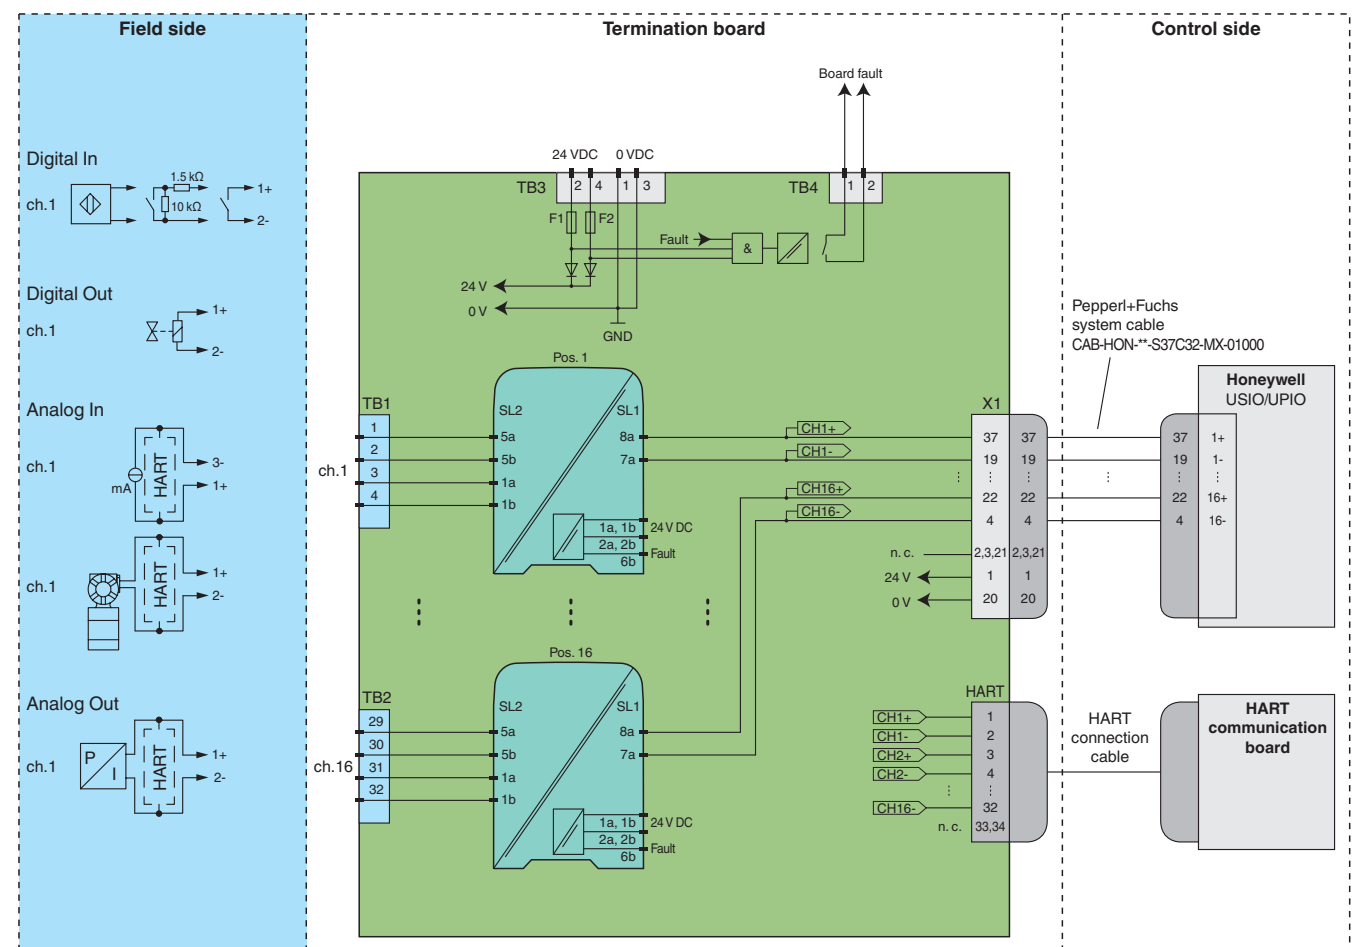 Field side
Termination board
Control side
Board fault
24 VDC
0 VDC
TB3
2
4
1
3
TB4
1
2
F1
F2
Fault
&
24 V
0 V
GND
Digital In
ch.1
1.5 kΩ
10 kΩ
1+
2-
Digital Out
ch.1
1+
2-
Analog In
ch.1
mA
HART
3-
1+
ch.1
HART
1+
2-
Analog Out
ch.1
P
I
HART
1+
2-
TB1
ch.1
1
2
3
4
Pos. 1
SL2
SL1
5a
5b
1a
1b
8a
7a
1a, 1b
2a, 2b
6b
24 V DC
Fault
CH1+
CH1-
CH16+
CH16-
n. c.
24 V
0 V
X1
37
37
19
19
22
22
4
4
2,3,21
2,3,21
1
1
20
20
Pepperl+Fuchs
system cable
CAB-HON-**-S37C32-MX-01000
Honeywell
USIO/UPIO
37
1+
19
1-
22
16+
4
16-
TB2
ch.16
29
30
31
32
Pos. 16
SL2
SL1
5a
5b
1a
1b
8a
7a
1a, 1b
2a, 2b
6b
24 V DC
Fault
HART
CH1+
1
CH1-
2
CH2+
3
CH2-
4
CH16-
32
n. c.
33,34
HART
connection
cable
HART
communication
board